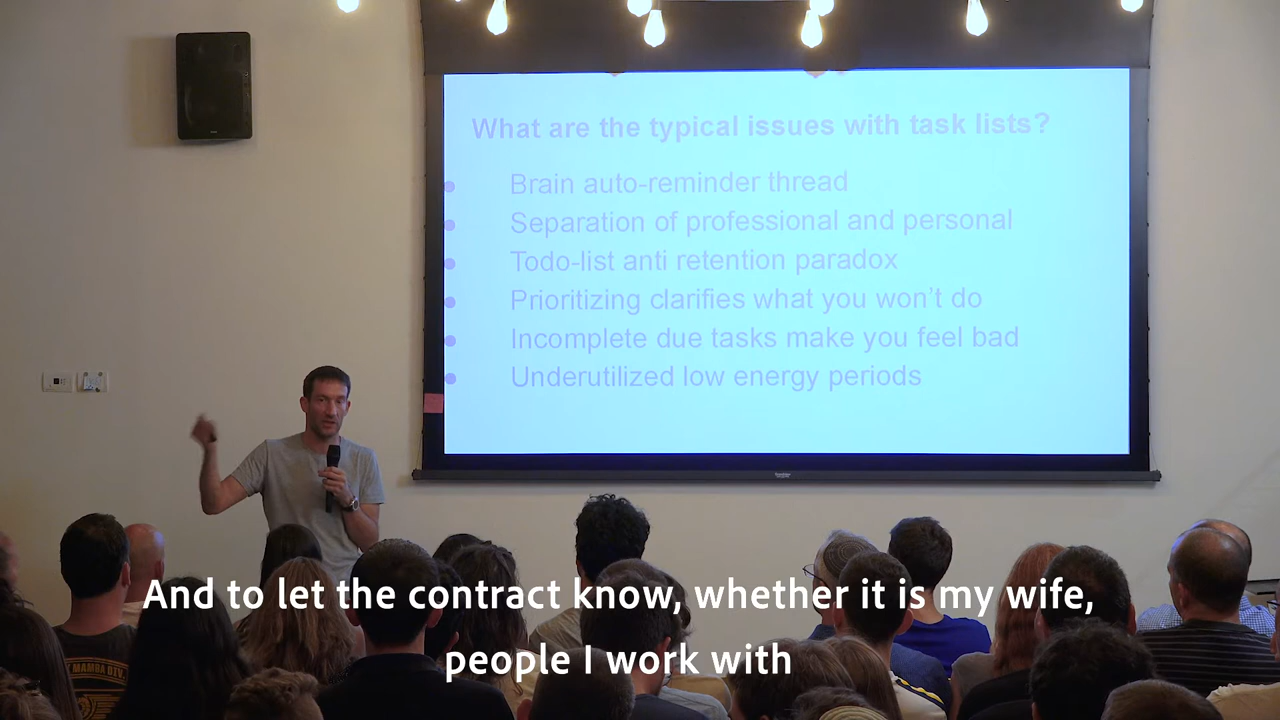 What are the typical issues with task lists?
Brain auto-reminder thread
Separation of professional and personal
Todo-list anti retention paradox
Prioritizing clarifies what you won't do
Incomplete due tasks make you feel bad
Underutilized low energy periods
And to let the contract know, whether it is my wife,
people I work with
MAMBA DIV.